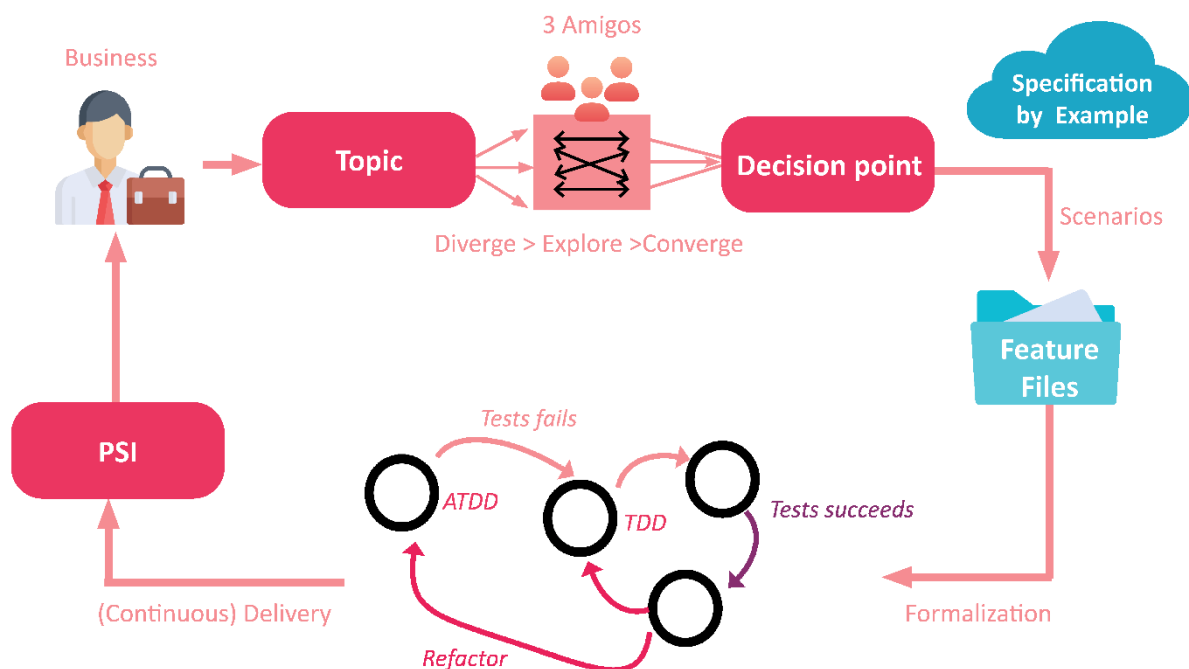 3 Amigos
Business
Specification
by Example
Topic
Decision point
Diverge > Explore >Converge
Scenarios
Feature
Files
Tests fails
PSI
ATDD
TDD
Tests succeeds
(Continuous) Delivery
Formalization
Refactor